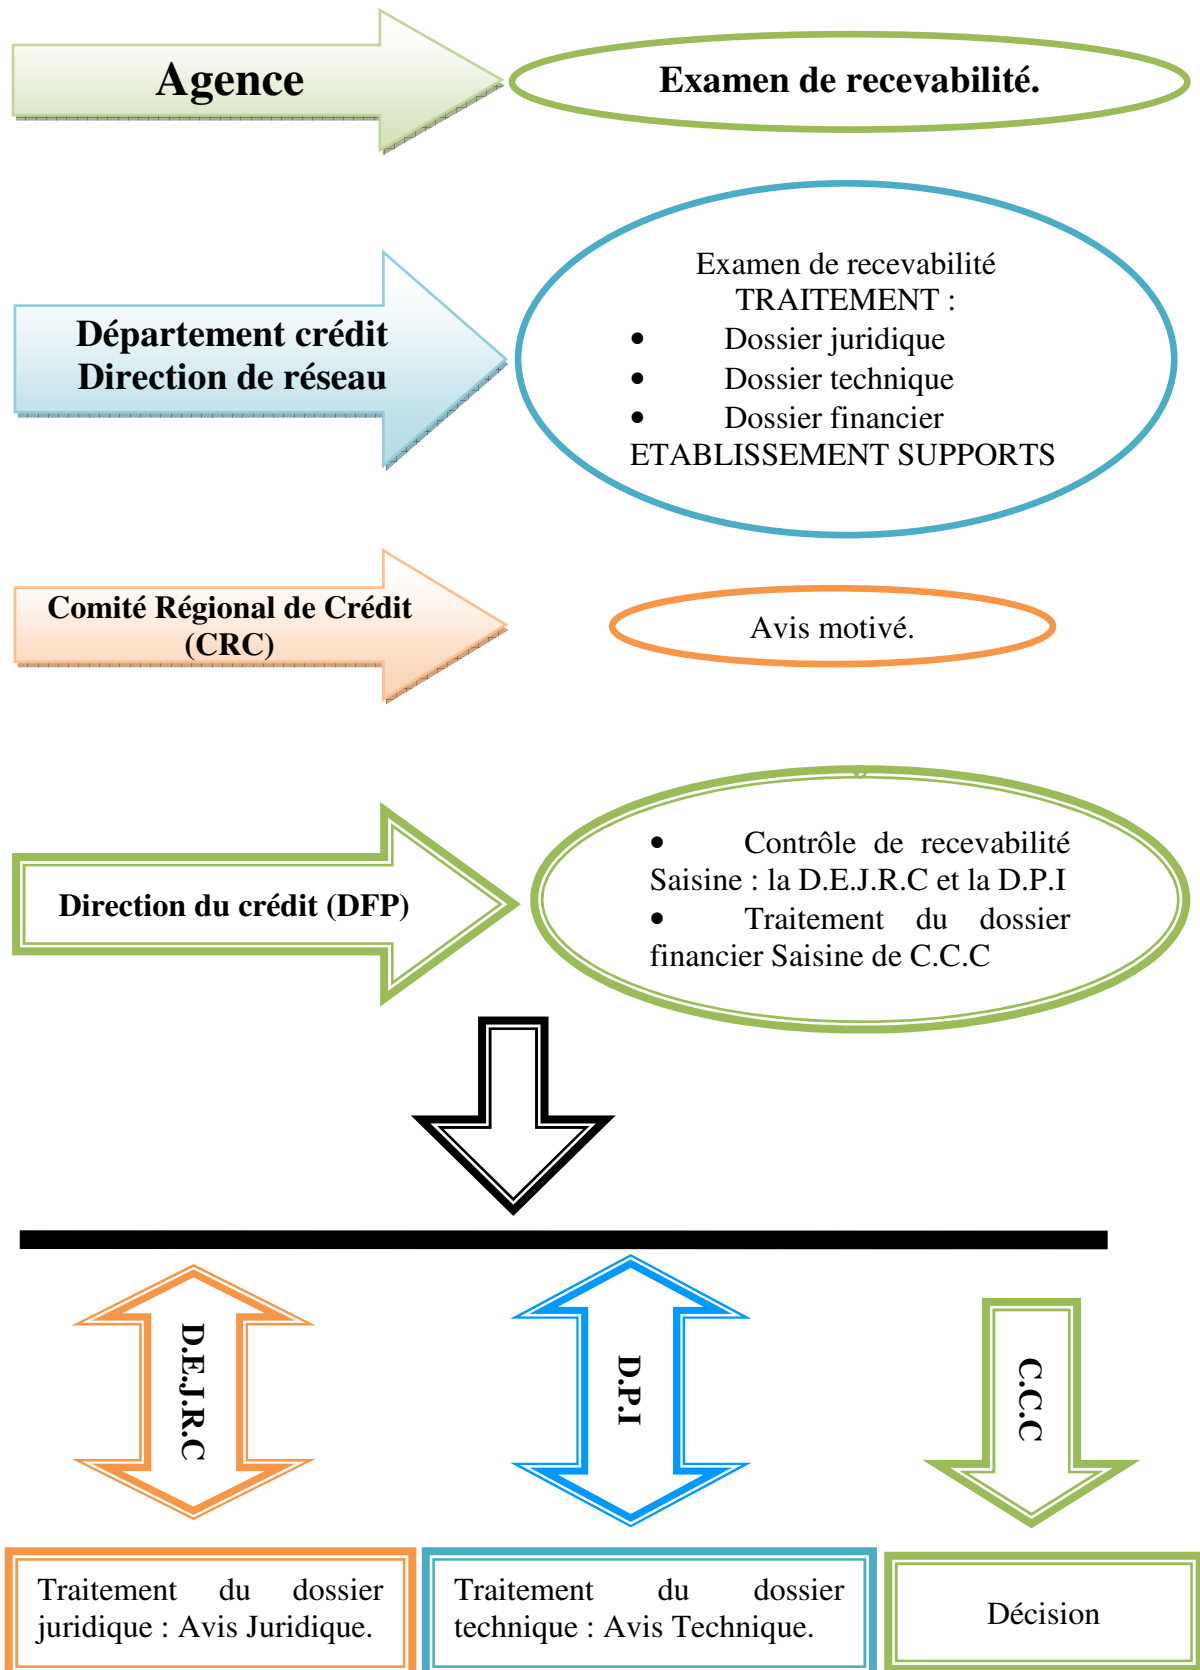 Agence
Examen de recevabilité.
Département crédit
Direction de réseau
Examen de recevabilité
TRAITEMENT :
• Dossier juridique
• Dossier technique
• Dossier financier
ETABLISSEMENT SUPPORTS
Comité Régional de Crédit
(CRC)
Avis motivé.
Direction du crédit (DFP)
• Contrôle de recevabilité
Saisine : la D.E.J.R.C et la D.P.I
• Traitement du dossier
financier Saisine de C.C.C
D.E.J.R.C
D.P.I
C.C.C
Traitement du dossier
juridique : Avis Juridique.
Traitement du dossier
technique : Avis Technique.
Décision